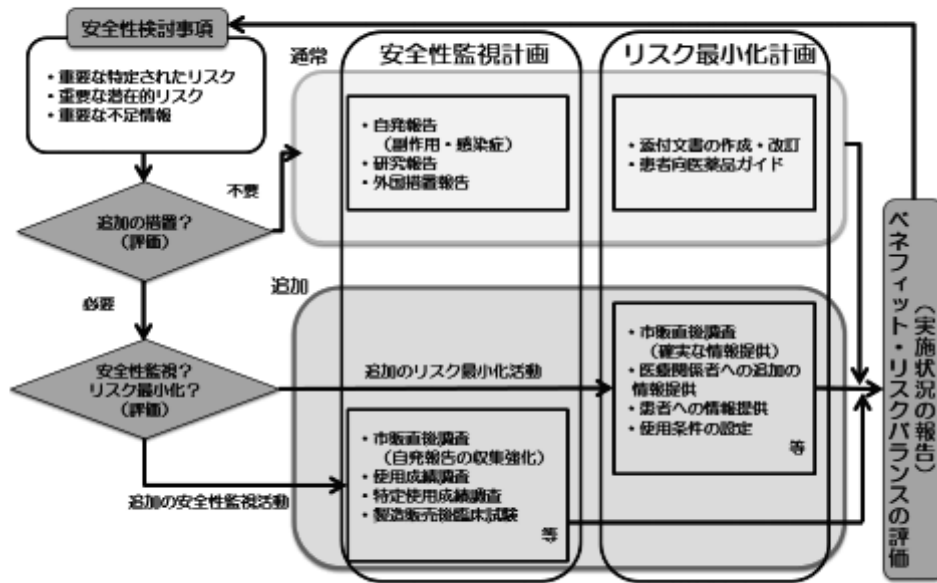 安全性検討事項
・重要な特定されたリスク
・重要な潜在的リスク
・重要な不足情報
通常
安全性監視計画
リスク最小化計画
・自発報告
（副作用・感染症）
・研究報告
・外国措置報告
・添付文書の作成・改訂
・患者向医薬品ガイド
不要
追加の措置？
（評価）
必要
追加
安全性監視？
リスク最小化？
（評価）
追加のリスク最小化活動
・市販直後調査
（確実な情報提供）
・医療関係者への追加の
情報提供
・患者への情報提供
・使用条件の設定
等
追加の安全性監視活動
・市販直後調査
（自発報告の収集強化）
・使用成績調査
・特定使用成績調査
・製造販売後臨床試験
等
（実施状況の報告）
ベネフィット・リスクバランスの評価